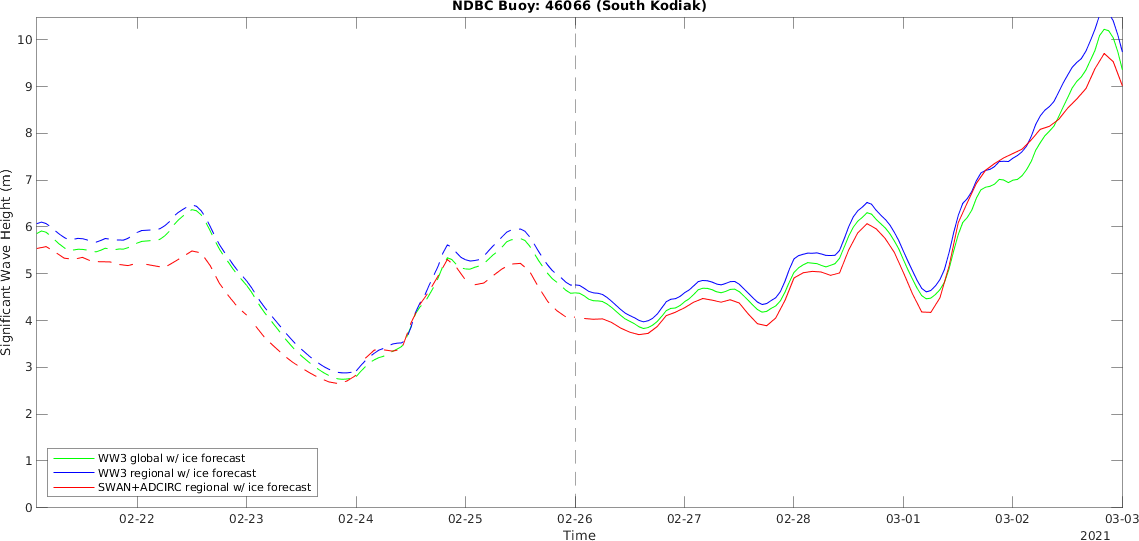 NDBC Buoy: 46066 (South Kodiak)
Significant Wave Height (m)
10
9
8
7
6
5
4
3
2
1
0
WW3 global w/ ice forecast
WW3 regional w/ ice forecast
SWAN+ADCIRC regional w/ ice forecast
02-22 02-23 02-24 02-25 02-26 02-27 02-28 03-01 03-02 03-03
Time
2021